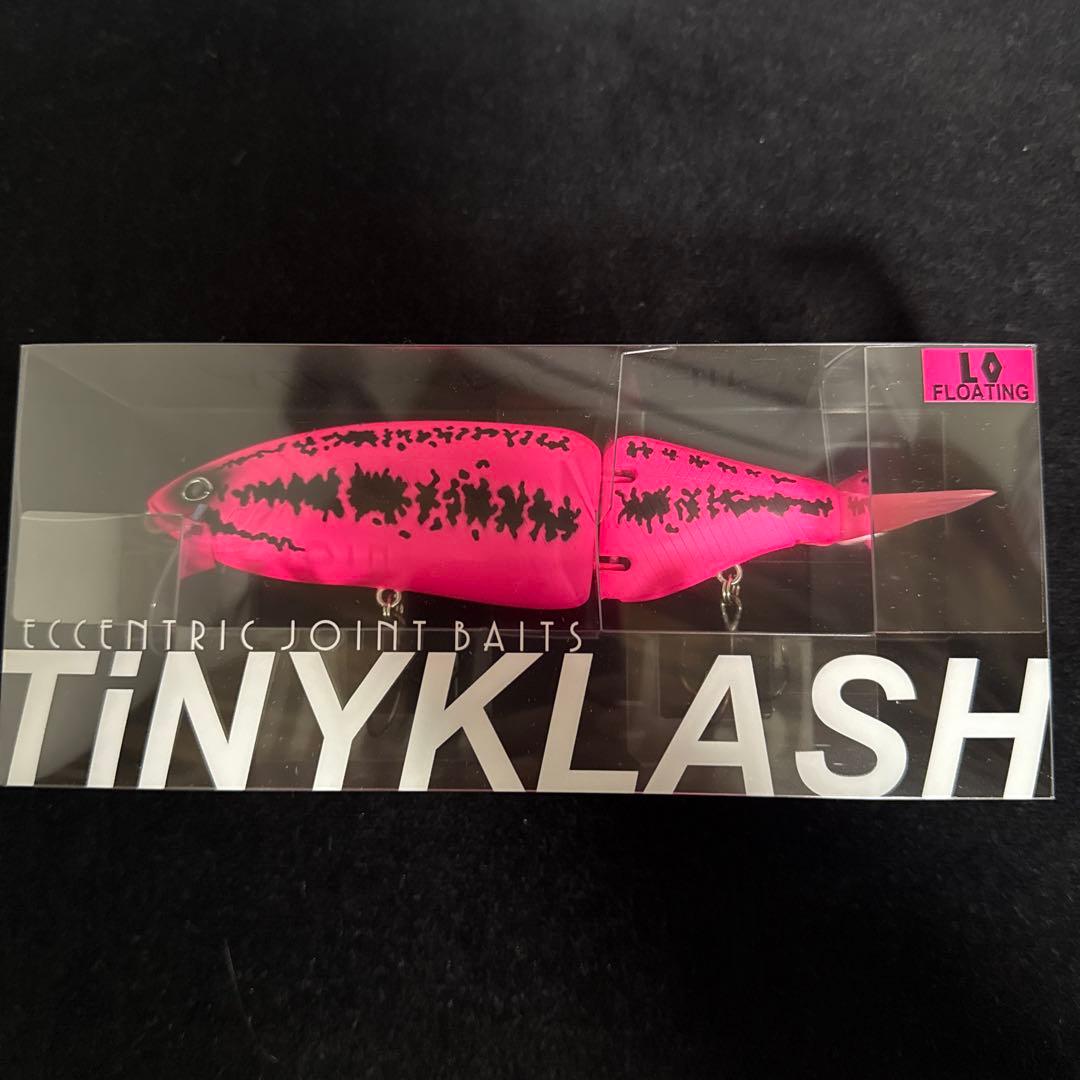 LO
FLOATING
ECCENTRIC JOINT BAITS
TiNYKLASH